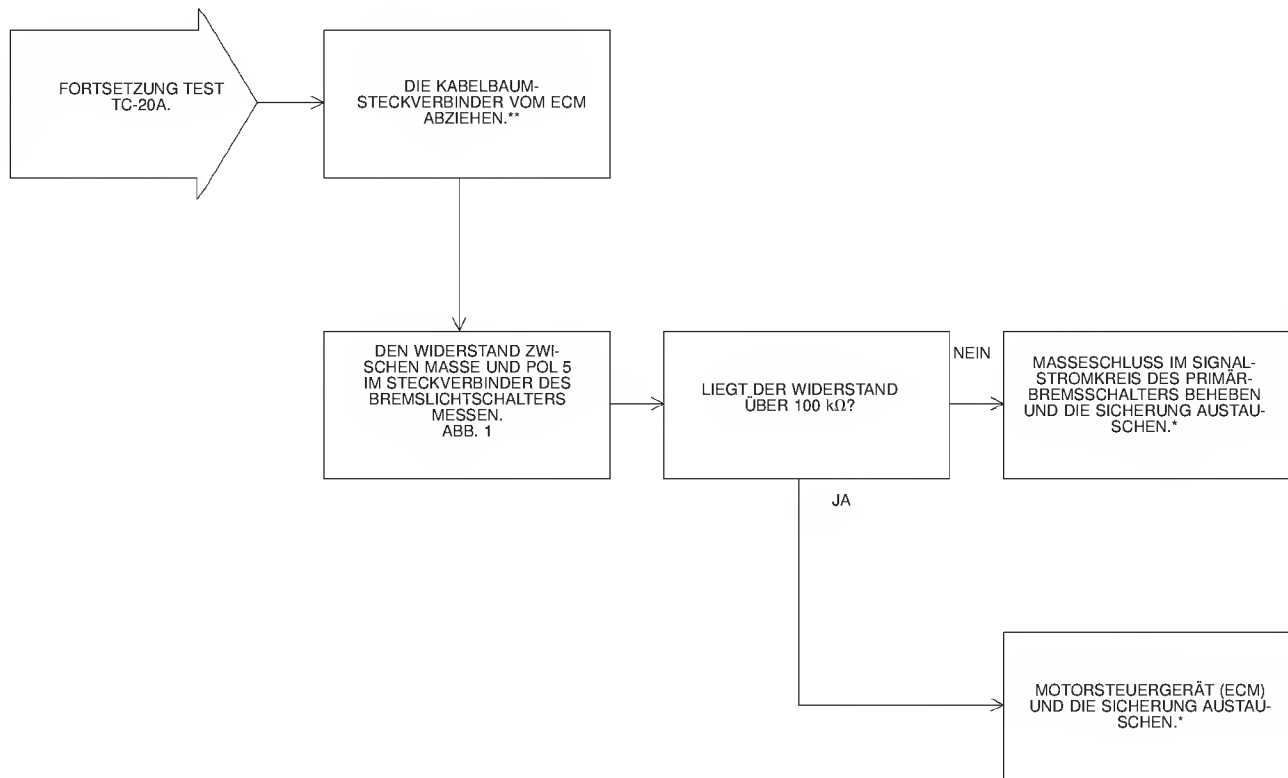 FORTSETZUNG TEST
TC-20A.
DIE KABELBAUM-
STECKVERBINDER VOM ECM
ABZIEHEN.**
DEN WIDERSTAND ZWI-
SCHEN MASSE UND POL 5
IM STECKVERBINDER DES
BREMSLICHTSCHALTERS
MESSEN.
ABB. 1
LIEGT DER WIDERSTAND
ÜBER 100 kΩ?
NEIN
MASSESCHLUSS IM SIGNAL-
STROMKREIS DES PRIMÄR-
BREMSSCHALTERS BEHEBEN
UND DIE SICHERUNG AUSTAU-
SCHEN.*
JA
MOTORSTEUERGERÄT (ECM)
UND DIE SICHERUNG AUSTAU-
SCHEN.*